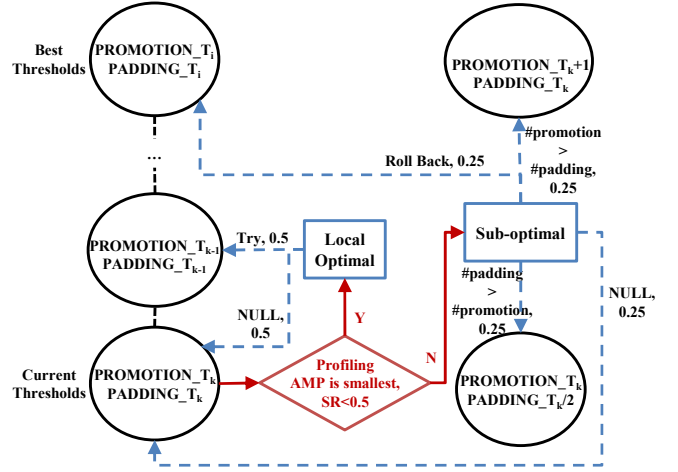 Best
Thresholds
PROMOTION_Ti
PADDING_Ti
...
PROMOTION_Tk-1
PADDING_Tk-1
Current
Thresholds
PROMOTION_Tk
PADDING_Tk
Roll Back, 0.25
Try, 0.5
NULL,
0.5
Local
Optimal
Y
Profiling
AMP is smallest,
SR<0.5
N
PROMOTION_Tk+1
PADDING_Tk
#promotion
>
#padding,
0.25
Sub-optimal
#padding
>
#promotion,
0.25
NULL,
0.25
PROMOTION_Tk
PADDING_Tk/2